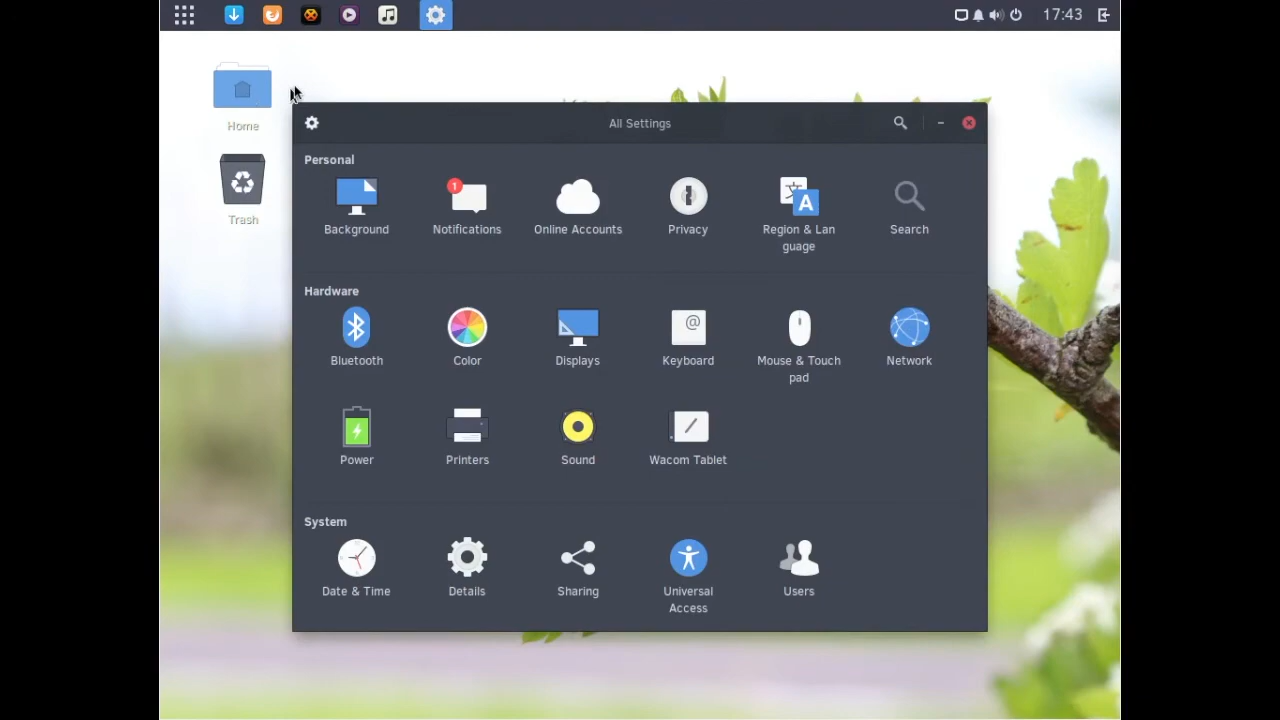 17:43
Home
Trash
All Settings
Personal
Background
1
Notifications
Online Accounts
Privacy
文
A
Region & Lan
guage
Search
Hardware
Bluetooth
Color
Displays
@
Keyboard
Mouse & Touch
pad
Network
Power
Printers
Sound
Wacom Tablet
System
Date & Time
Details
Sharing
Universal
Access
Users